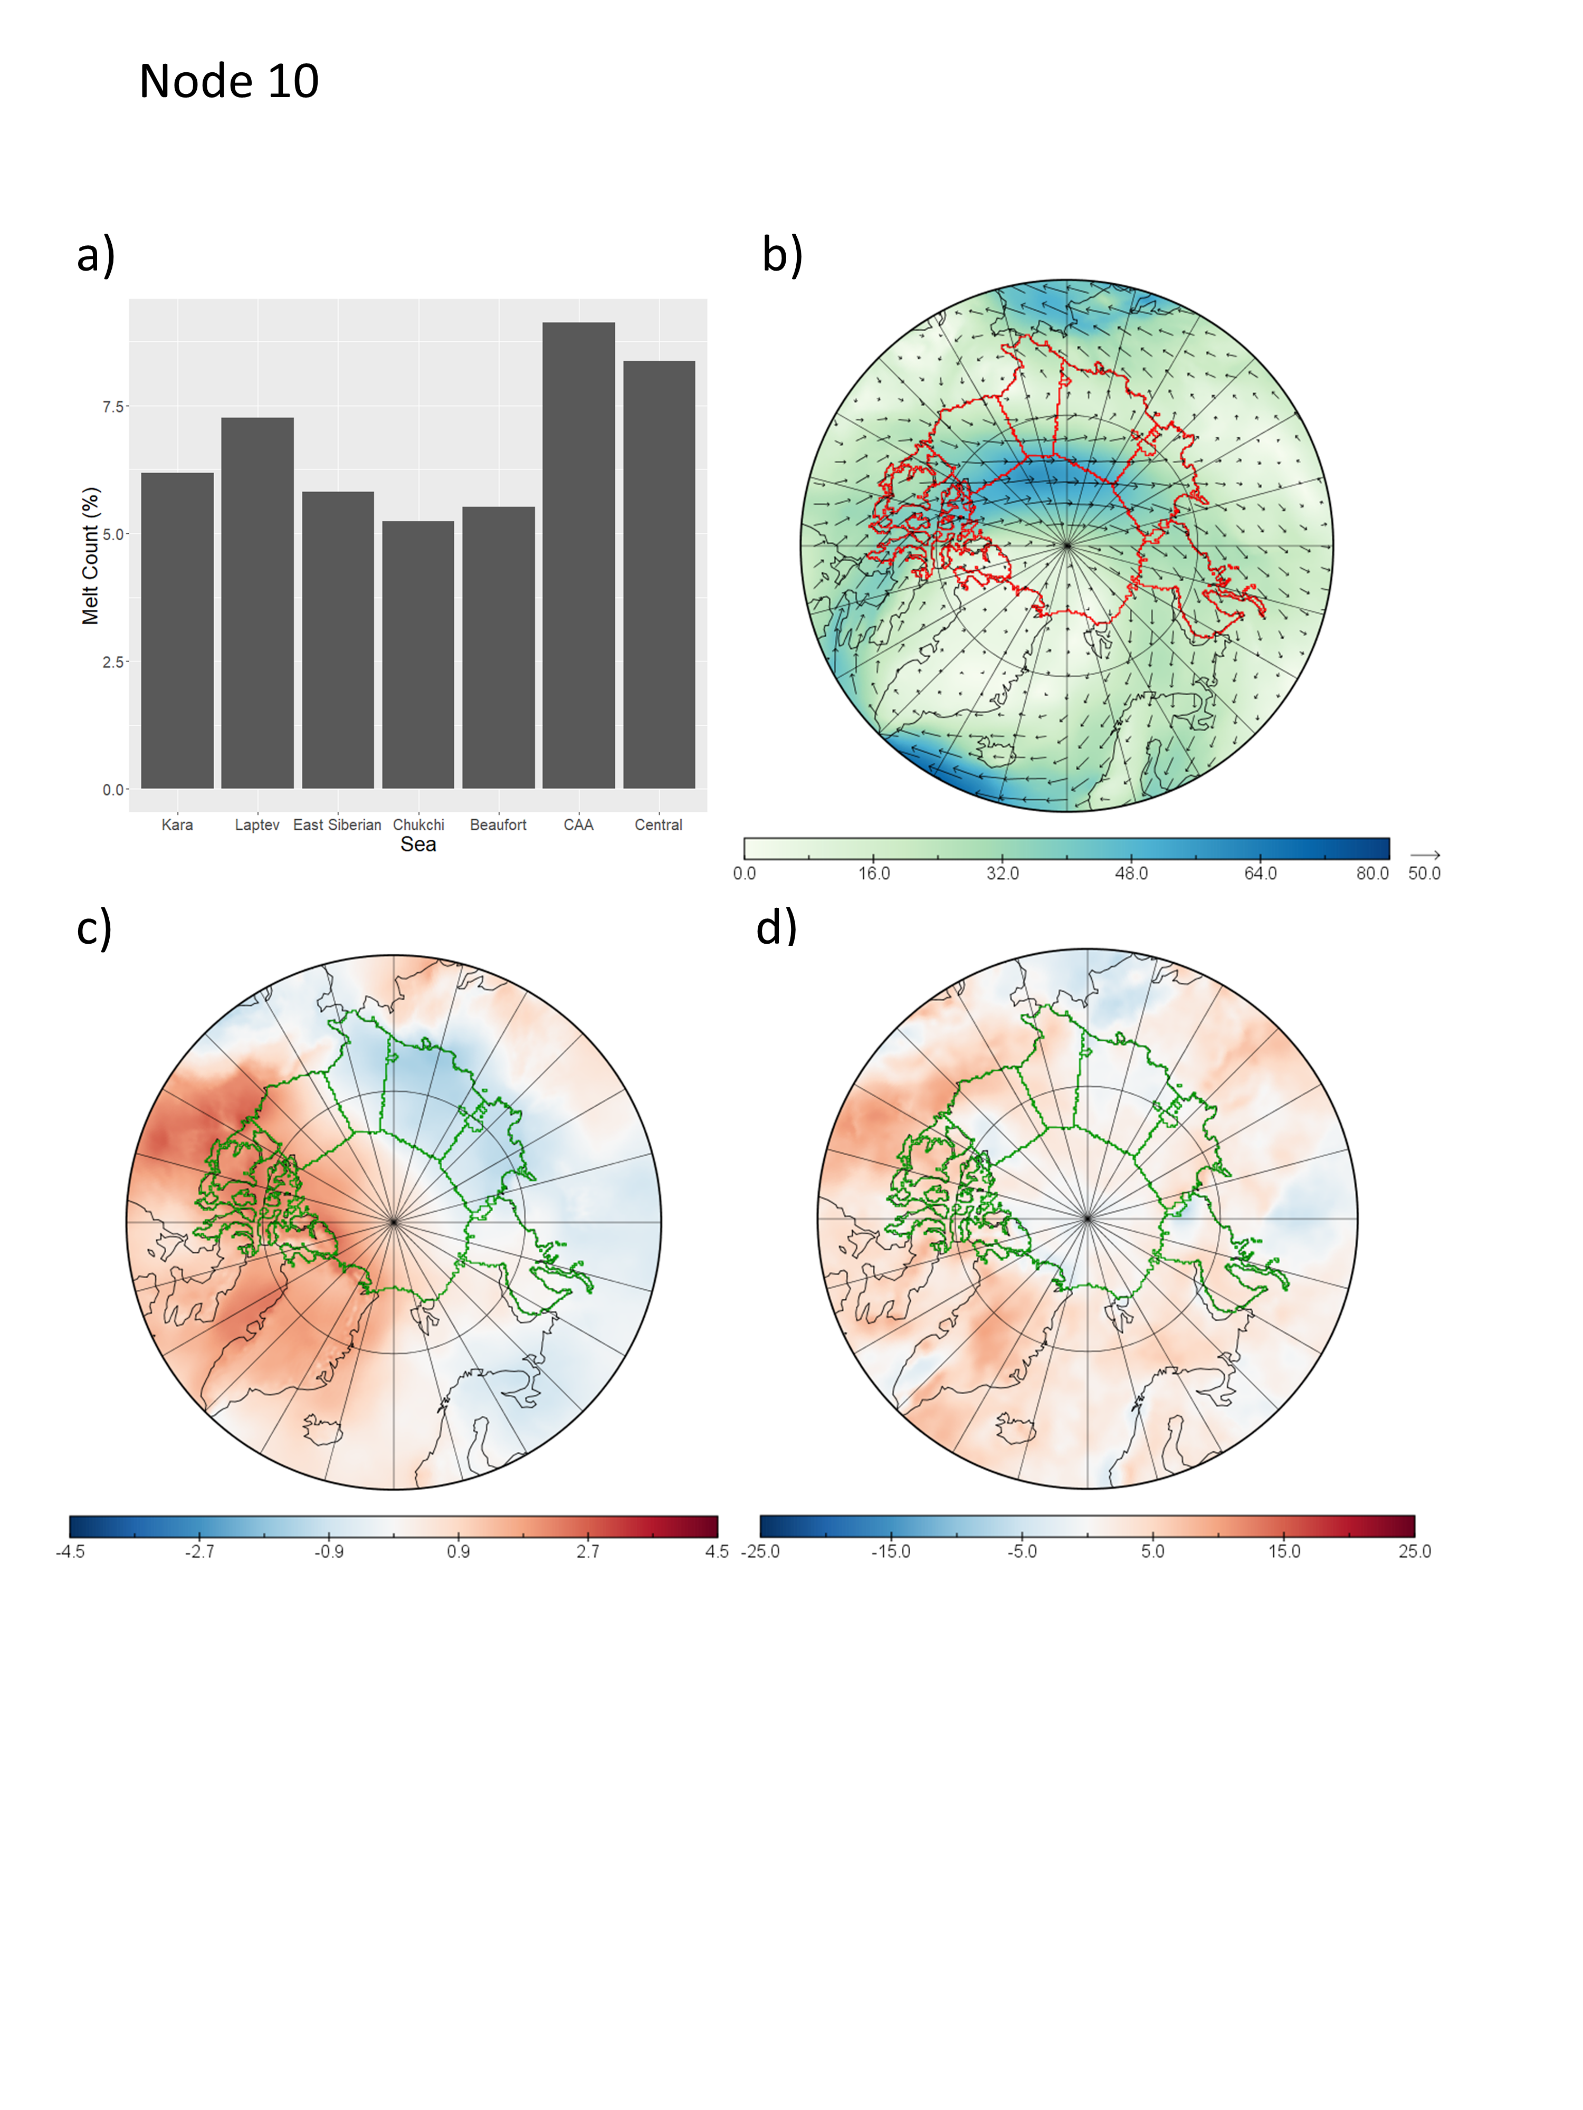 Node 10
a)
Melt Count (%)
7.5
5.0
2.5
0.0
Kara Laptev East Siberian Chukchi Beaufort CAA Central
Sea
b)
0.0 16.0 32.0 48.0 64.0 80.0 50.0
c)
-4.5 -2.7 -0.9 0.9 2.7 4.5
d)
-25.0 -15.0 -5.0 5.0 15.0 25.0